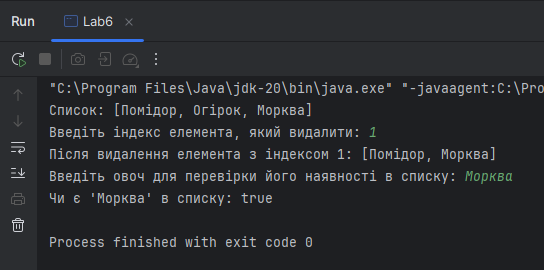 Run Lab6
"C:\Program Files\Java\jdk-20\bin\java.exe" "-javaagent:C:\Pro
Список: [Помідор, Огірок, Морква]
Введіть індекс елемента, який видалити: 1
Після видалення елемента з індексом 1: [Помідор, Морква]
Введіть овоч для перевірки його наявності в списку: Морква
Чи є 'Морква' в списку: true
Process finished with exit code 0